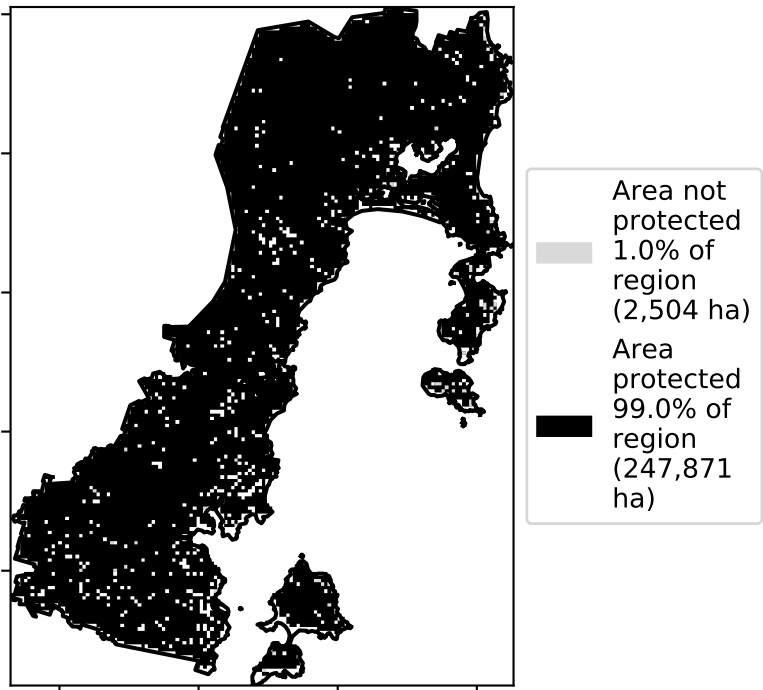 Area not
protected
1.0% of
region
(2,504 ha)
Area
protected
99.0% of
region
(247,871
ha)